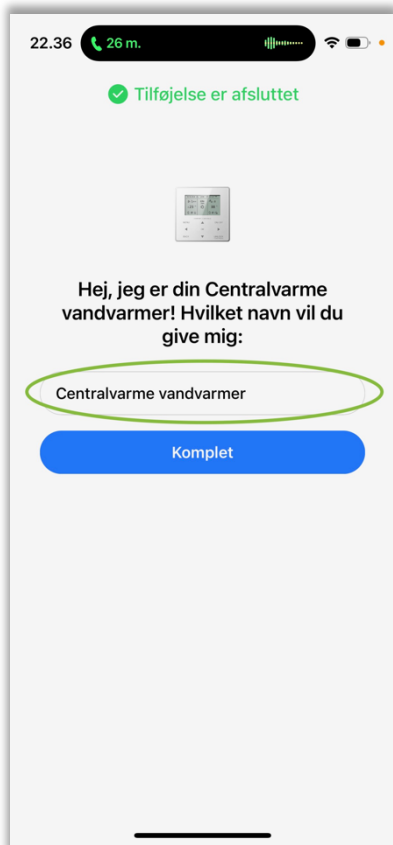 22.36 26 m.
Tilføjelse er afsluttet
Hej, jeg er din Centralvarme
vandvarmer! Hvilket navn vil du
give mig:
Centralvarme vandvarmer
Komplet